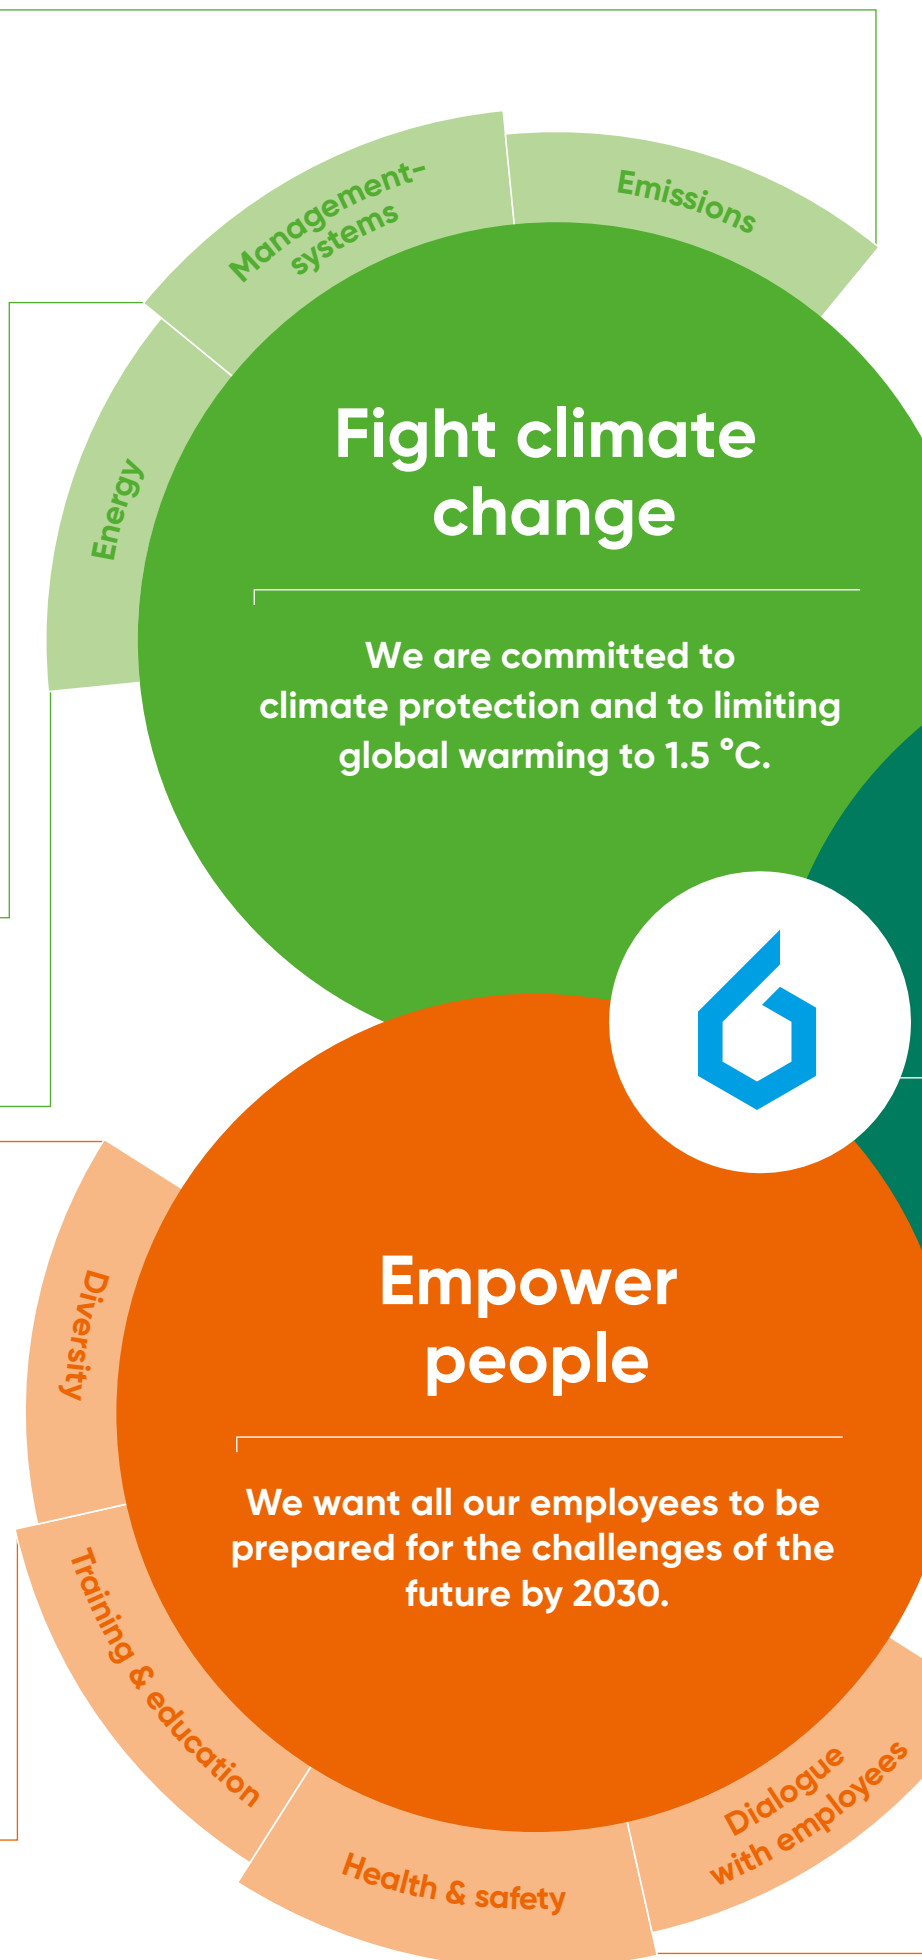 Management-
systems
Emissions
Energy
Fight climate
change
We are committed to
climate protection and to limiting
global warming to 1.5 °C.
Empower
people
We want all our employees to be
prepared for the challenges of the
future by 2030.
Diversity
Training & education
Health & safety
Dialogue
with employees